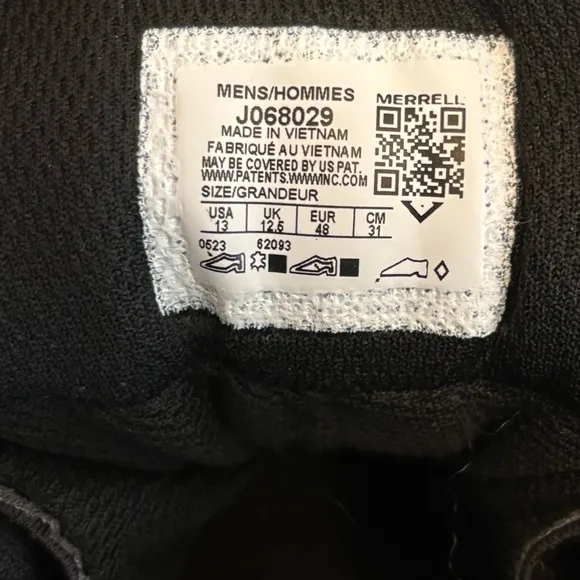 MENS/HOMMES
J068029
MERRELL
MADE IN VIETNAM
FABRIQUÉ AU VIETNAM
MAY BE COVERED BY US PAT.
WWW.PATENTS.WWWINC.COM
SIZE/GRANDEUR
USA UK EUR CM
13 12.5 48 31
0523 62093